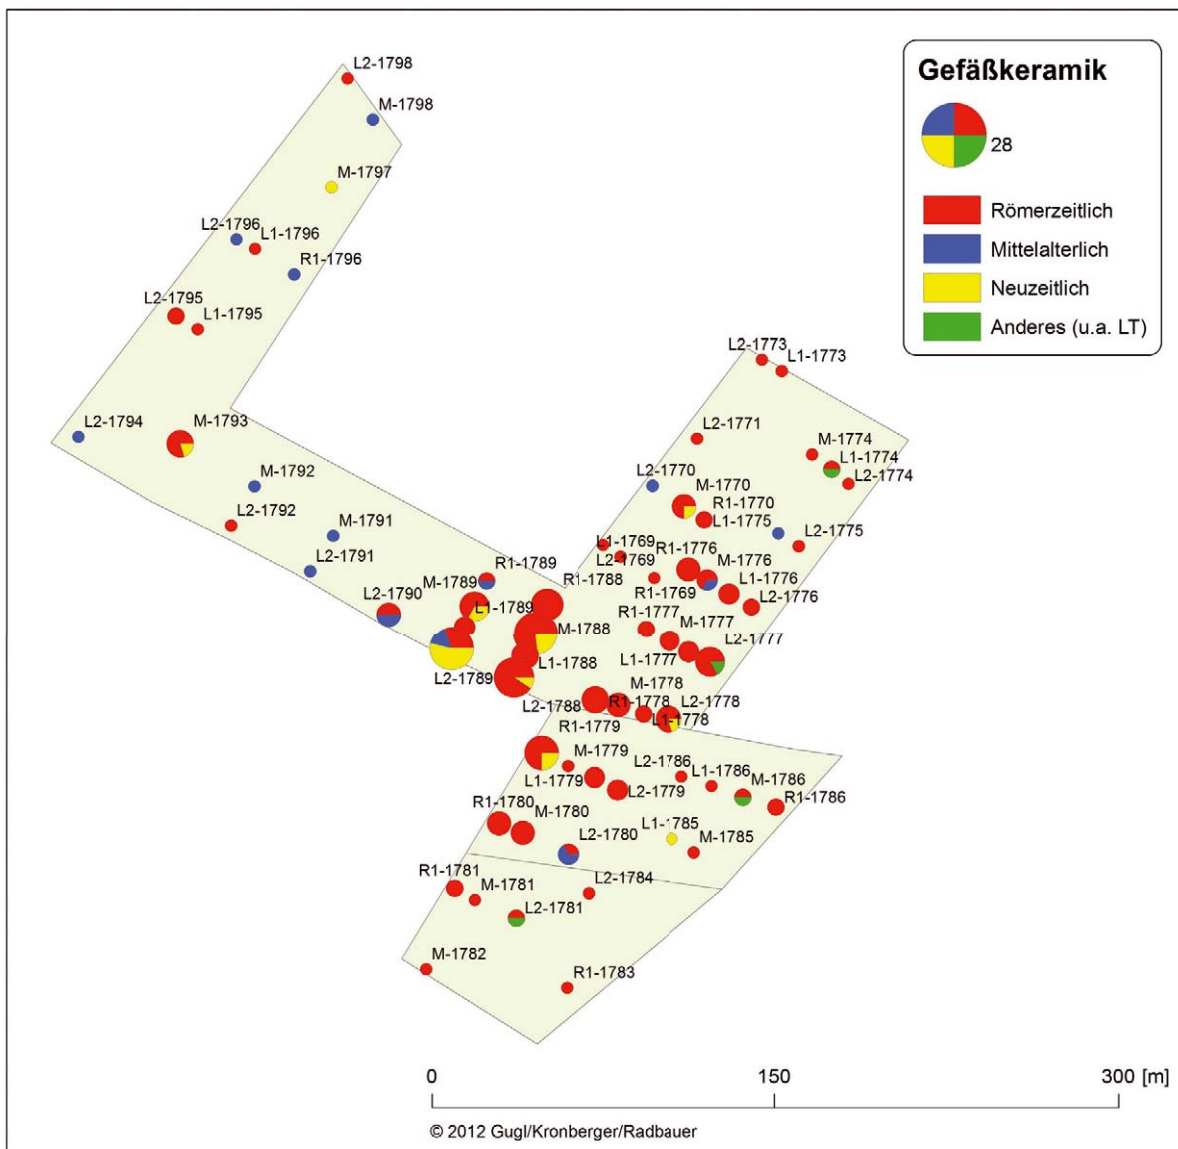 Gefäßkeramik
28
Römerzeitlich
Mittelalterlich
Neuzeitlich
Anderes (u.a. LT)
L2-1798
M-1798
M-1797
L2-1796
L1-1796
R1-1796
L2-1795
L1-1795
L2-1794
M-1793
M-1792
L2-1792
M-1791
L2-1791
L2-1790
M-1789
R1-1789
L1-1789
L2-1789
R1-1788
M-1788
L1-1788
L2-1788
L2-1773
L1-1773
L2-1771
M-1774
L1-1774
L2-1774
L2-1770
M-1770
R1-1770
L1-1775
L2-1775
L1-1769
L2-1769
R1-1769
R1-1776
M-1776
L1-1776
L2-1776
R1-1777
M-1777
L1-1777
L2-1777
M-1778
R1-1778
L2-1778
L1-1778
R1-1779
M-1779
L1-1779
L2-1779
L2-1786
L1-1786
M-1786
R1-1786
R1-1780
M-1780
L2-1780
L1-1785
M-1785
R1-1781
M-1781
L2-1781
L2-1784
M-1782
R1-1783
0 150 300 [m]
© 2012 Gugl/Kronberger/Radbauer